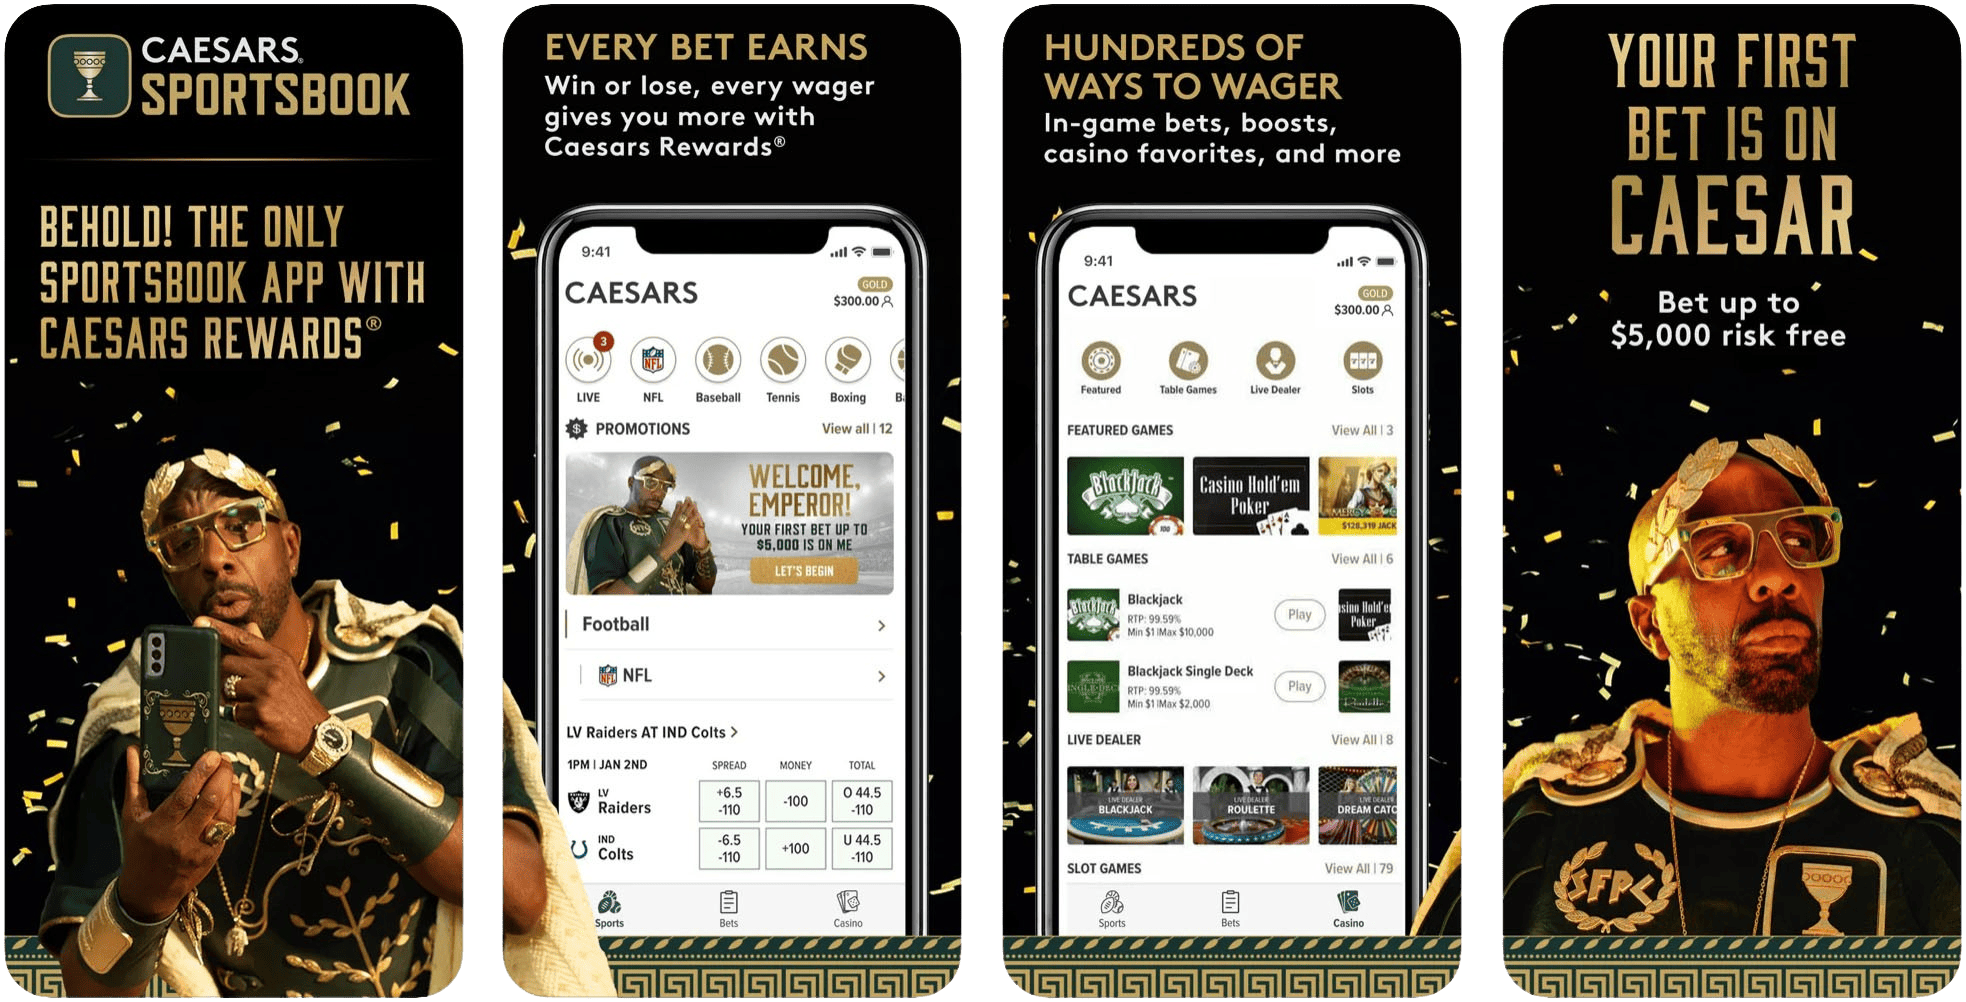 CAESARS®
SPORTSBOOK
BEHOLD! THE ONLY
SPORTSBOOK APP WITH
CAESARS REWARDS®
EVERY BET EARNS
Win or lose, every wager
gives you more with
Caesars Rewards®
9:41
CAESARS
GOLD
$300.00
3
LIVE
NFL
NFL
Baseball
Tennis
Boxing
Ba
$
PROMOTIONS
View all | 12
WELCOME,
EMPEROR!
YOUR FIRST BET UP TO
$5,000 IS ON ME
LET'S BEGIN
Football
NFL
NFL
LV Raiders AT IND Colts
1PM | JAN 2ND
SPREAD
MONEY
TOTAL
LV
Raiders
+6.5
-110
-100
O 44.5
-110
IND
Colts
-6.5
-110
+100
U 44.5
-110
Sports
Bets
Casino
HUNDREDS OF
WAYS TO WAGER
In-game bets, boosts,
casino favorites, and more
9:41
CAESARS
GOLD
$300.00
777
Featured
Table Games
Live Dealer
Slots
FEATURED GAMES
View All | 3
BlackJack
100
Casino Hold'em
Poker
$128,319 JACK
TABLE GAMES
View All | 6
BlackJack
Blackjack
RTP: 99.59%
Min $1 |Max $10,000
Play
asino Hold'e
Poker
Blackjack Single Deck
RTP: 99.59%
Min $1 |Max $2,000
Play
Roulette
LIVE DEALER
View All | 8
LIVE DEALER
BLACKJACK
LIVE DEALER
ROULETTE
LIVE DEALER
DREAM CATC
SLOT GAMES
View All | 79
Sports
Bets
Casino
YOUR FIRST
BET IS ON
CAESAR
Bet up to
$5,000 risk free
SFPC